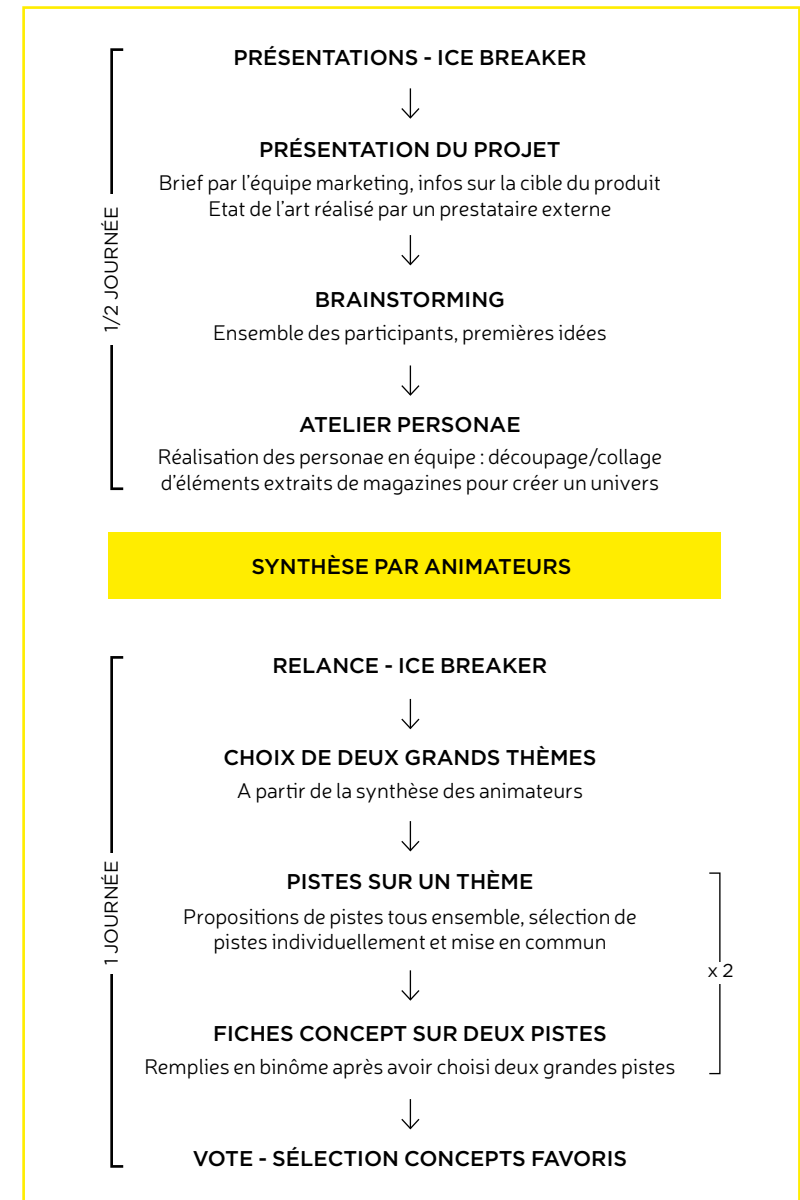 PRÉSENTATIONS - ICE BREAKER
PRÉSENTATION DU PROJET
Brief par l’équipe marketing, infos sur la cible du produit
Etat de l’art réalisé par un prestataire externe
BRAINSTORMING
Ensemble des participants, premières idées
ATELIER PERSONAE
Réalisation des personae en équipe : découpage/collage
d’éléments extraits de magazines pour créer un univers
1/2 JOURNÉE
SYNTHÈSE PAR ANIMATEURS
RELANCE - ICE BREAKER
CHOIX DE DEUX GRANDS THÈMES
A partir de la synthèse des animateurs
PISTES SUR UN THÈME
Propositions de pistes tous ensemble, sélection de
pistes individuellement et mise en commun
x 2
FICHES CONCEPT SUR DEUX PISTES
Remplies en binôme après avoir choisi deux grandes pistes
VOTE - SÉLECTION CONCEPTS FAVORIS
1 JOURNÉE